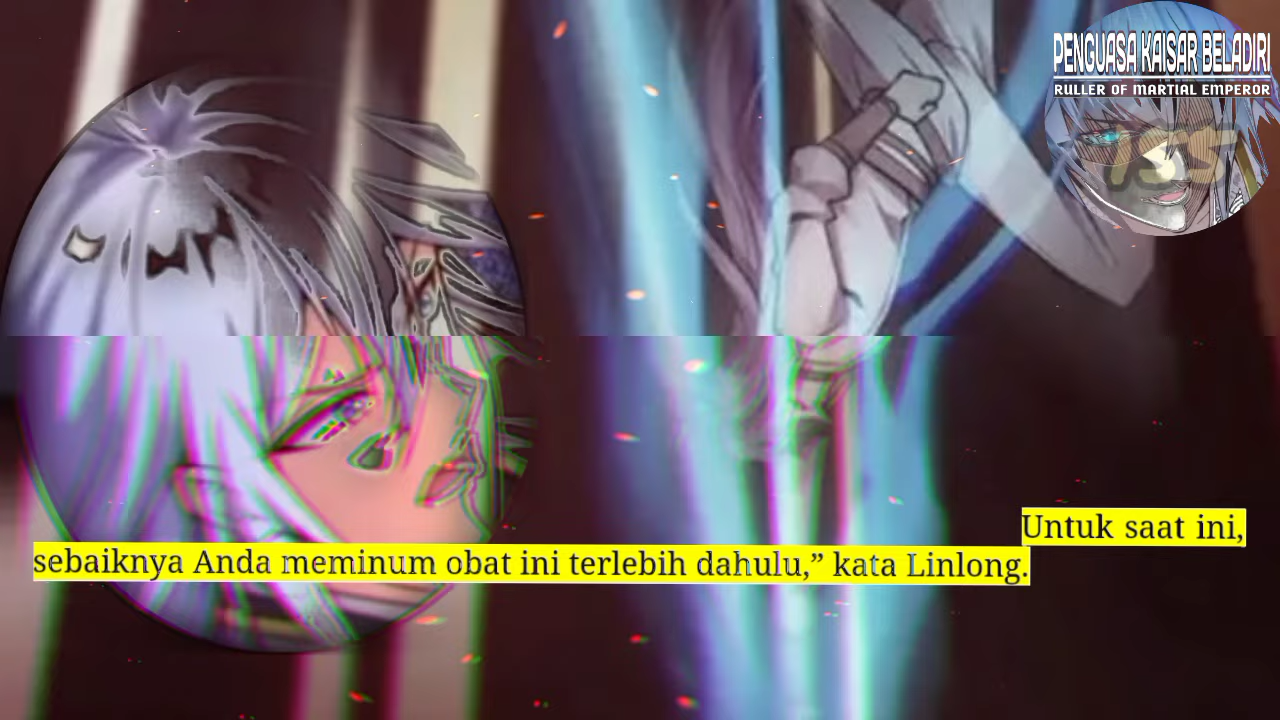 PENGUASA KAISAR BELADIRI
RULLER OF MARTIAL EMPEROR
Untuk saat ini,
sebaiknya Anda meminum obat ini terlebih dahulu,” kata Linlong.